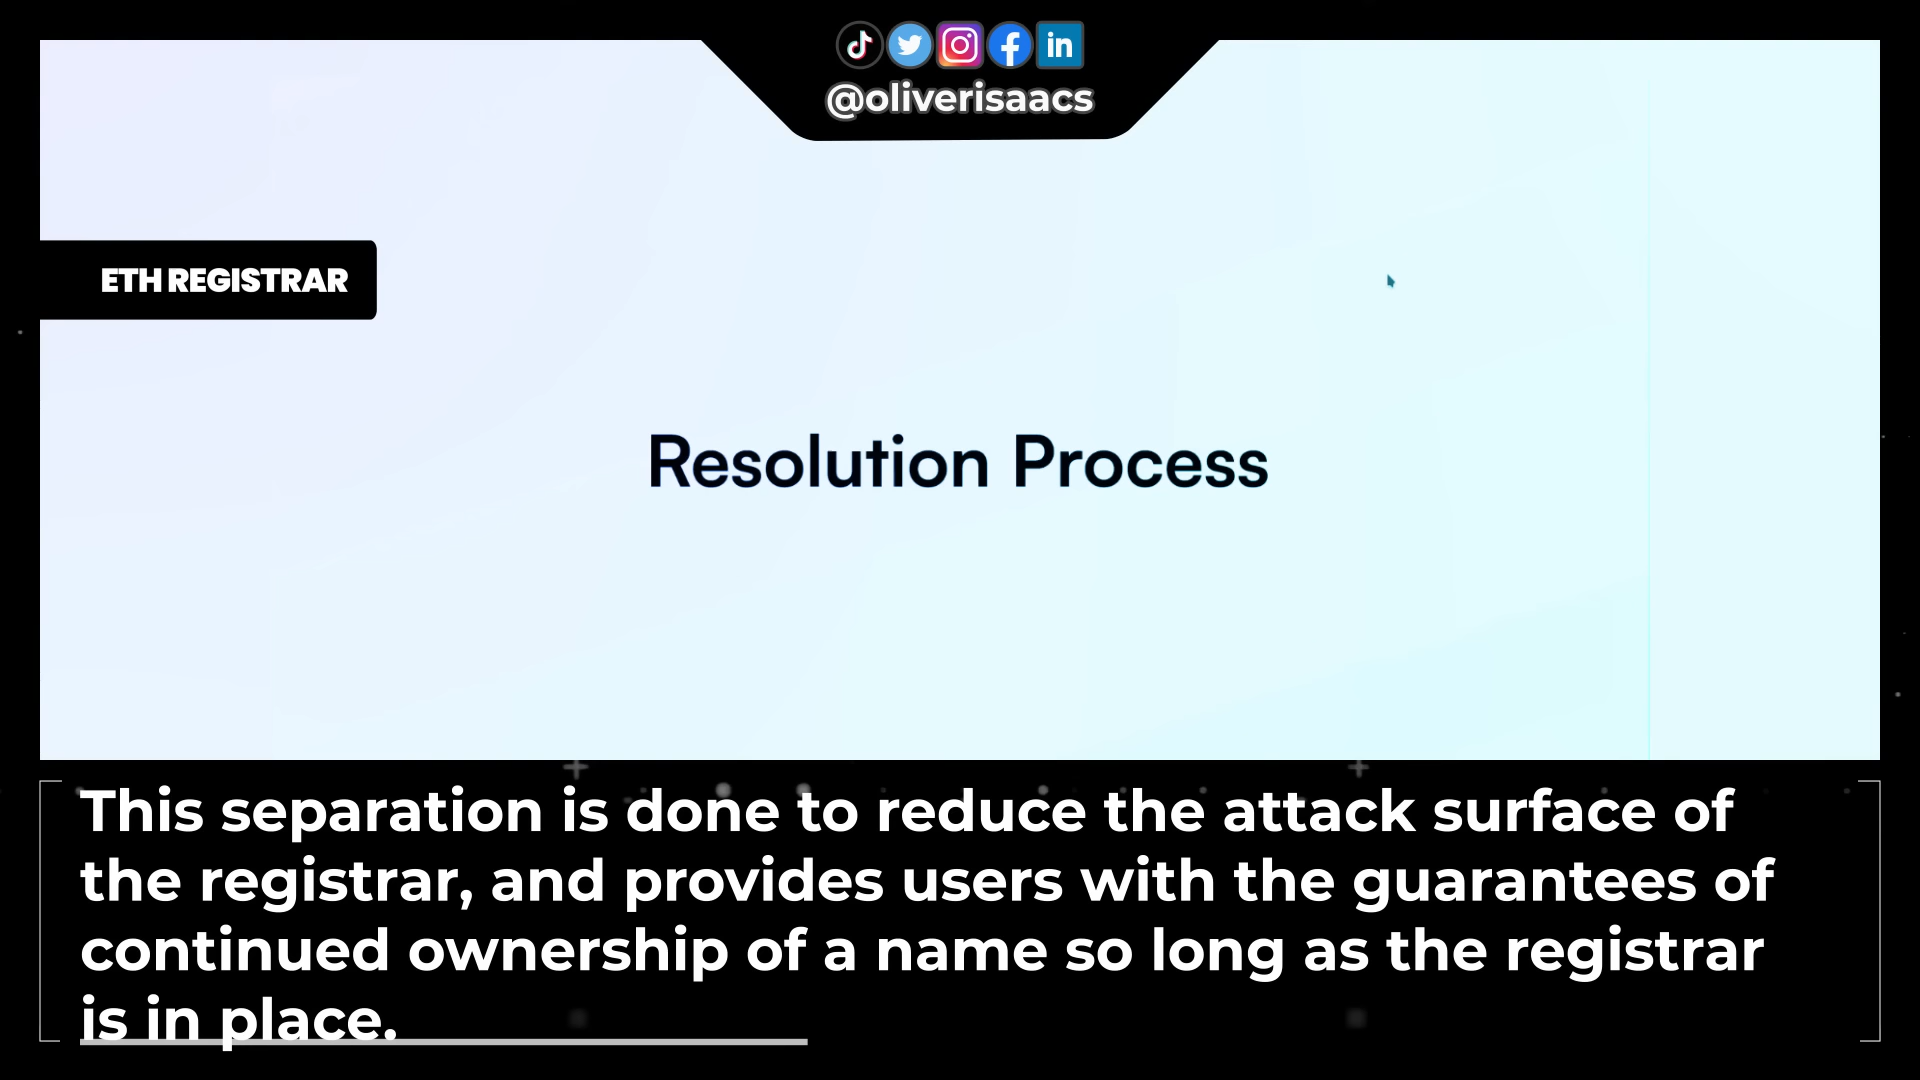 @oliverisaacs
ETH REGISTRAR
Resolution Process
This separation is done to reduce the attack surface of
the registrar, and provides users with the guarantees of
continued ownership of a name so long as the registrar
is in place.